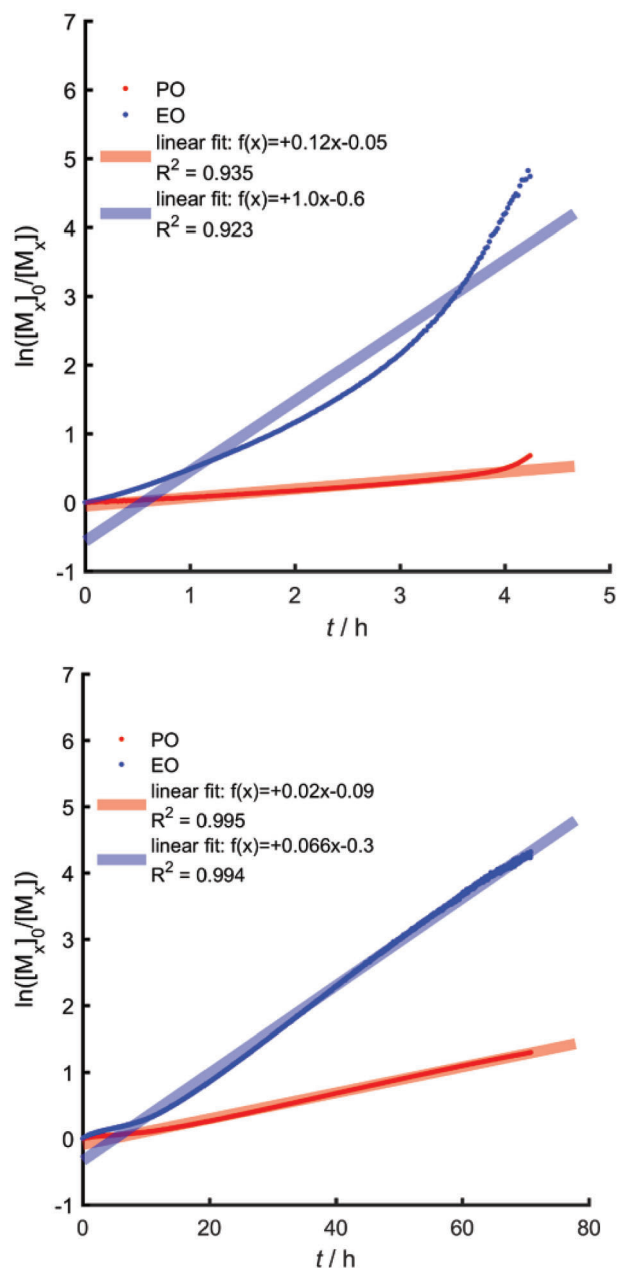 7
6
5
4
3
2
1
0
-1
PO
EO
linear fit: f(x)=+0.12x-0.05
R² = 0.935
linear fit: f(x)=+1.0x-0.6
R² = 0.923
ln([Mₓ]₀/[Mₓ])
0 1 2 3 4 5
t / h
7
6
5
4
3
2
1
0
-1
PO
EO
linear fit: f(x)=+0.02x-0.09
R² = 0.995
linear fit: f(x)=+0.066x-0.3
R² = 0.994
ln([Mₓ]₀/[Mₓ])
0 20 40 60 80
t / h